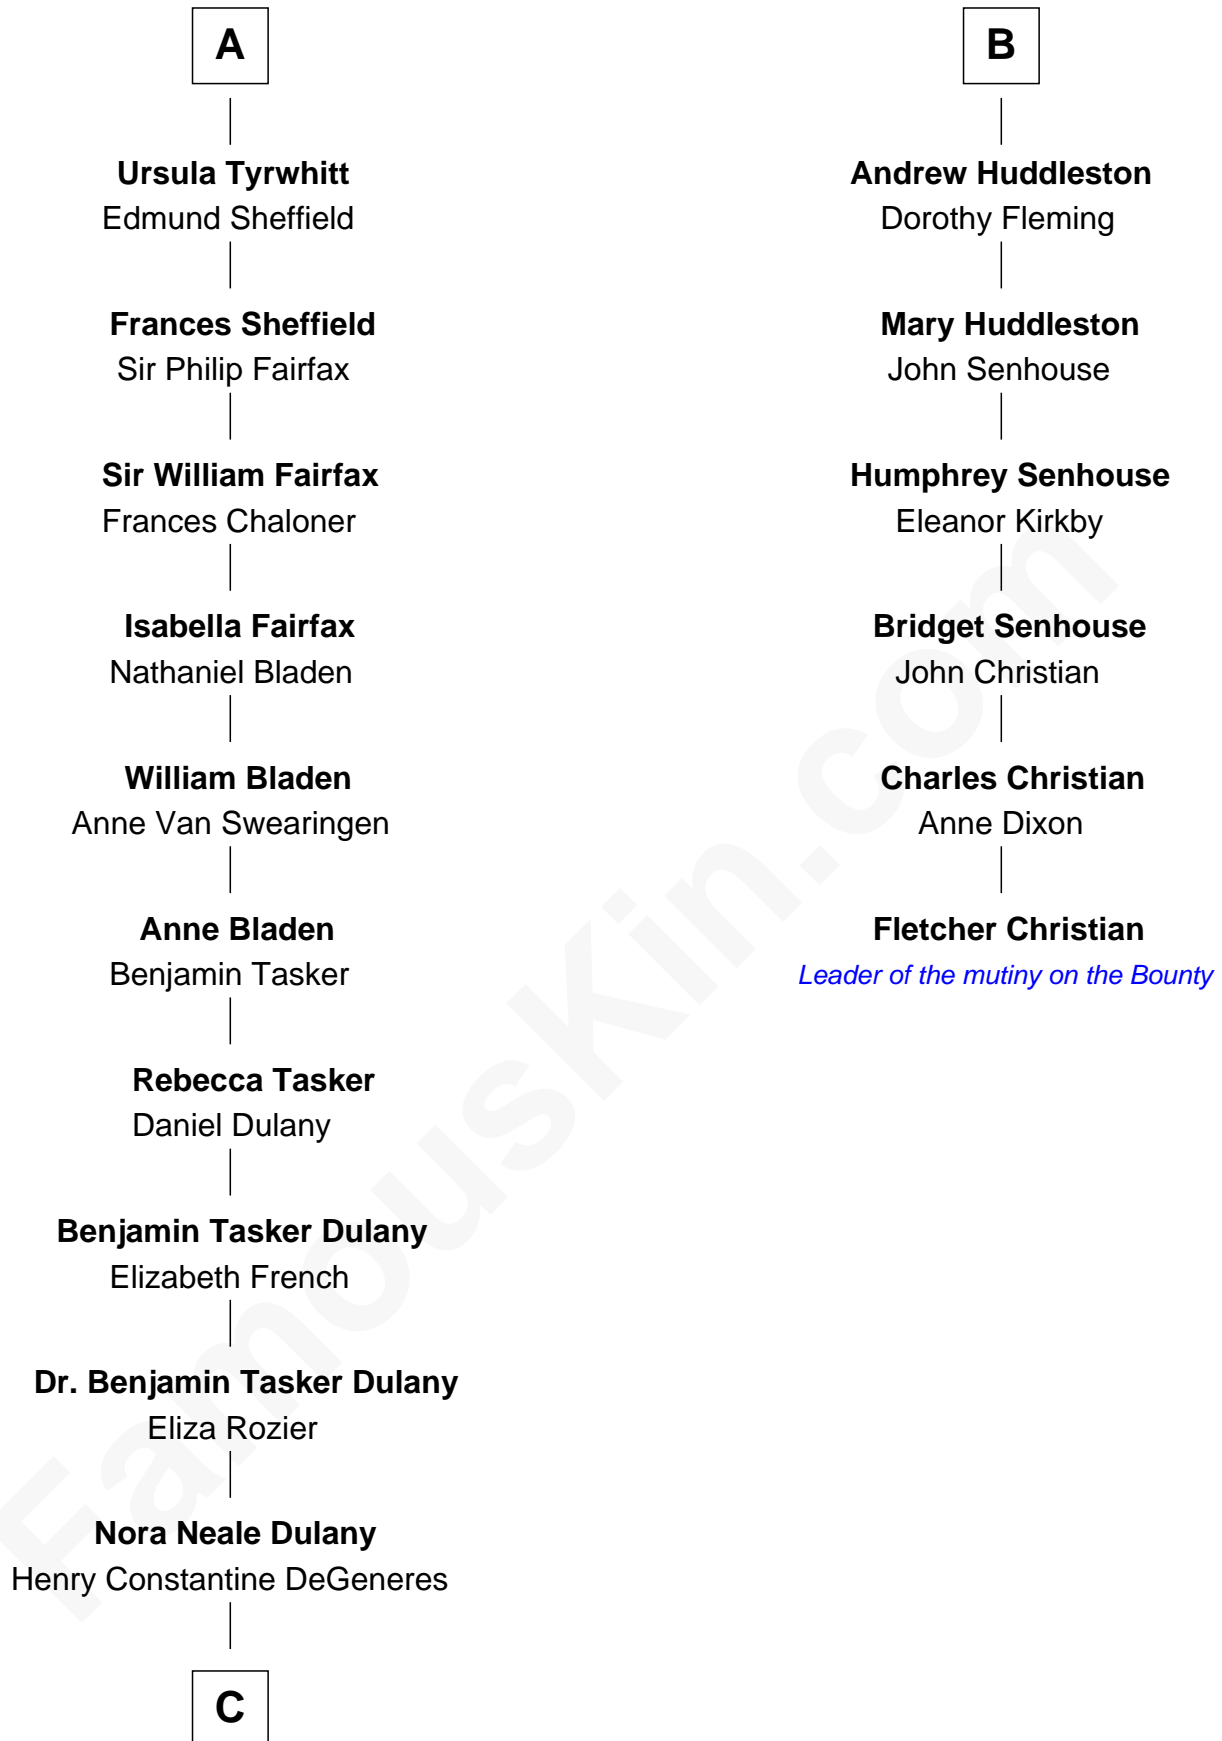 A
Ursula Tyrwhitt
Edmund Sheffield
Frances Sheffield
Sir Philip Fairfax
Sir William Fairfax
Frances Chaloner
Isabella Fairfax
Nathaniel Bladen
William Bladen
Anne Van Swearingen
Anne Bladen
Benjamin Tasker
Rebecca Tasker
Daniel Dulany
Benjamin Tasker Dulany
Elizabeth French
Dr. Benjamin Tasker Dulany
Eliza Rozier
Nora Neale Dulany
Henry Constantine DeGeneres
C
B
Andrew Huddleston
Dorothy Fleming
Mary Huddleston
John Senhouse
Humphrey Senhouse
Eleanor Kirkby
Bridget Senhouse
John Christian
Charles Christian
Anne Dixon
Fletcher Christian
Leader of the mutiny on the Bounty
FamousKin.com